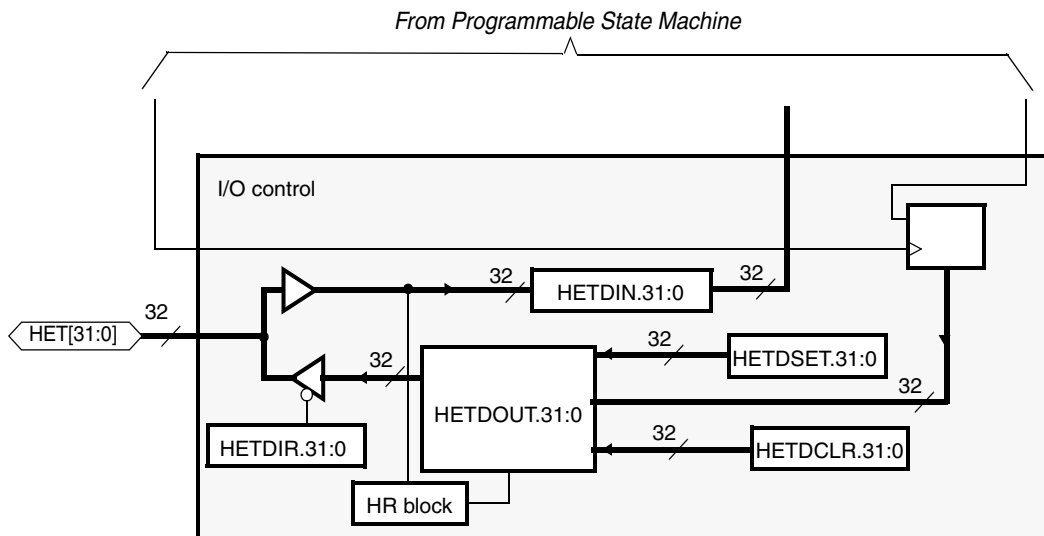 From Programmable State Machine
I/O control
32
HETDIN.31:0
32
32
HET[31:0]
32
HETDSET.31:0
32
HETDOUT.31:0
32
HETDIR.31:0
32
HETDCLR.31:0
HR block